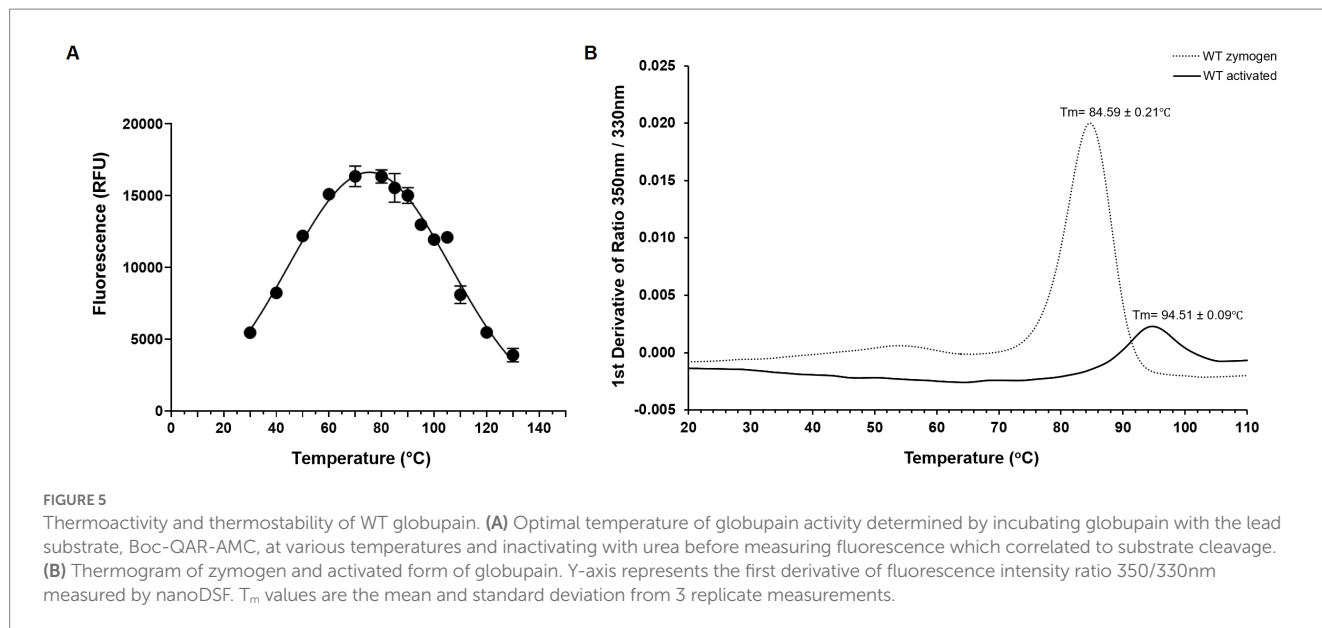 A
20000
15000
10000
5000
0
Fluorescence (RFU)
0 20 40 60 80 100 120 140
Temperature (°C)
B
WT zymogen
WT activated
0.025
0.020
0.015
0.010
0.005
0.000
-0.005
1st Derivative of Ratio 350nm / 330nm
Tm= 84.59 ± 0.21℃
Tm= 94.51 ± 0.09℃
20 30 40 50 60 70 80 90 100 110
Temperature (°C)
FIGURE 5
Thermoactivity and thermostability of WT globupain. (A) Optimal temperature of globupain activity determined by incubating globupain with the lead
substrate, Boc-QAR-AMC, at various temperatures and inactivating with urea before measuring fluorescence which correlated to substrate cleavage.
(B) Thermogram of zymogen and activated form of globupain. Y-axis represents the first derivative of fluorescence intensity ratio 350/330nm
measured by nanoDSF. Tm values are the mean and standard deviation from 3 replicate measurements.